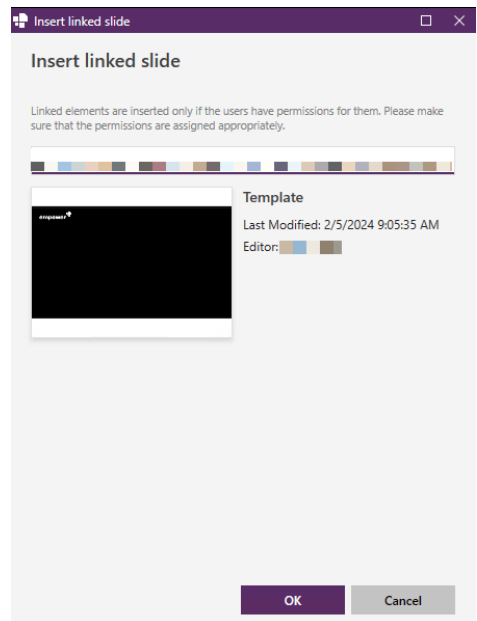 Insert linked slide
Insert linked slide
Linked elements are inserted only if the users have permissions for them. Please make
sure that the permissions are assigned appropriately.
Template
empower
Last Modified: 2/5/2024 9:05:35 AM
Editor:
OK
Cancel